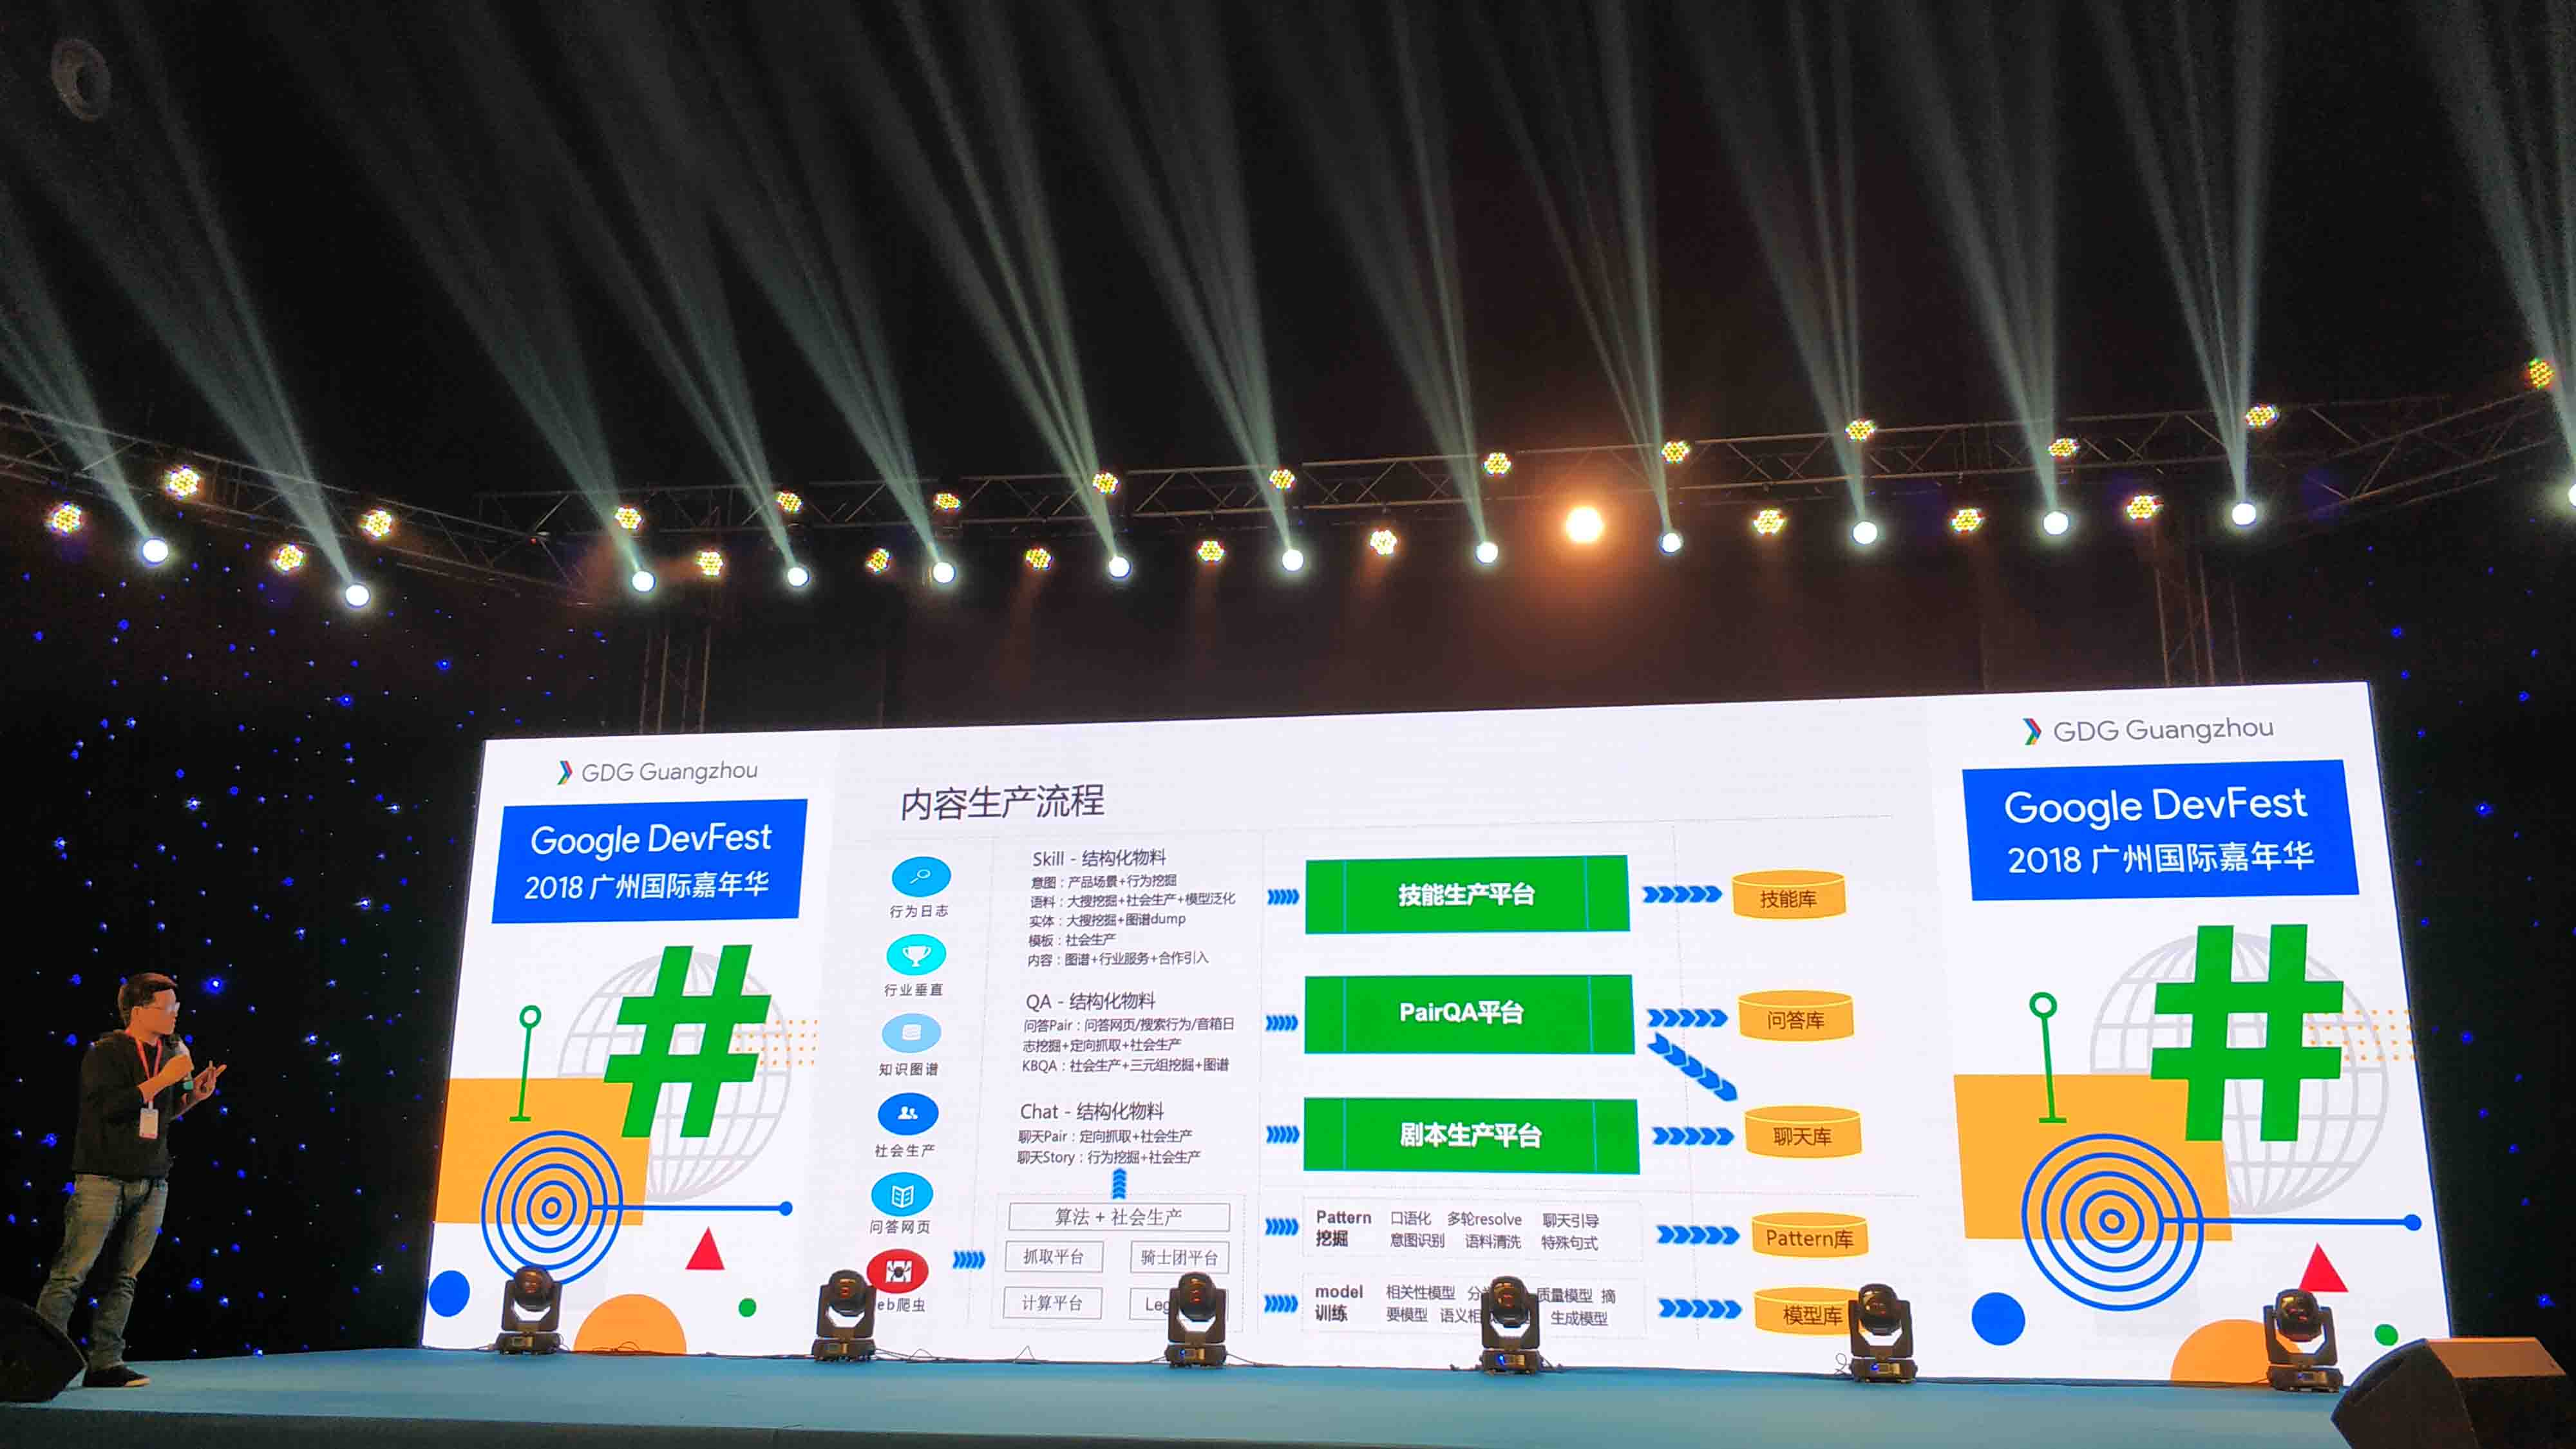 GDG Guangzhou
Google DevFest
2018 广州国际嘉年华
内容生产流程
行为日志
行业垂直
知识图谱
社会生产
问答网页
eb爬虫
Skill - 结构化物料
意图：产品场景+行为挖掘
语料：大搜挖掘+社会生产+模型泛化
实体：大搜挖掘+图谱dump
模板：社会生产
内容：图谱+行业服务+合作引入
QA - 结构化物料
问答Pair：问答网页/搜索行为/音箱日
志挖掘+定向抓取+社会生产
KBQA：社会生产+三元组挖掘+图谱
Chat - 结构化物料
聊天Pair：定向抓取+社会生产
聊天Story：行为挖掘+社会生产
算法 + 社会生产
抓取平台 骑士团平台
计算平台 Leg
技能生产平台
PairQA平台
剧本生产平台
Pattern 口语化 多轮resolve 聊天引导
挖掘 意图识别 语料清洗 特殊句式
model 相关性模型 质量模型 摘
训练 要模型 语义相 生成模型
技能库
问答库
聊天库
Pattern库
模型库
GDG Guangzhou
Google DevFest
2018 广州国际嘉年华